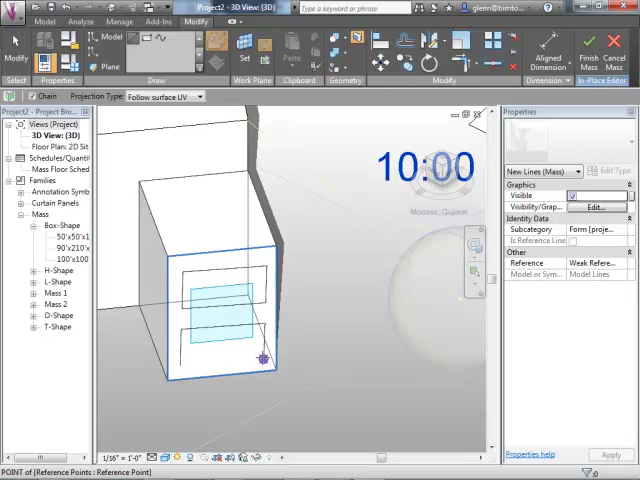 Project2 - 3D View: {3D}
Type a keyword or phrase
glenn@bimto...
Model View Analyze Add-Ins Modify
Model
Line
Plane
Set
Paste
Aligned Dimension
Finish Mass
Cancel Mass
Select Properties Draw Work Plane Clipboard Geometry Modify Dimension In-Place Editor
Chain Projection Type: Follow surface UV
Project2 - Project Bro...
Views (Project)
3D View: {3D}
Floor Plan: 2D Sit
Schedules/Quantit
Mass Floor Sched
Families
Annotation Symb
Curtain Panels
Mass
Box-Shape
50'x50'x1
90'x210'x
100'x100'
H-Shape
L-Shape
Mass 1
Mass 2
O-Shape
T-Shape
10:00
Gujarat
Properties
New Lines (Mass) Edit Type
Graphics
Visible
Visibility/Grap... Edit...
Identity Data
Subcategory Form [proje...
Is Reference Line
Other
Reference Weak Refere...
Model or Sym... Model Lines
Properties help Apply
1/16" = 1'-0"
POINT of [Reference Points : Reference Point]
:0